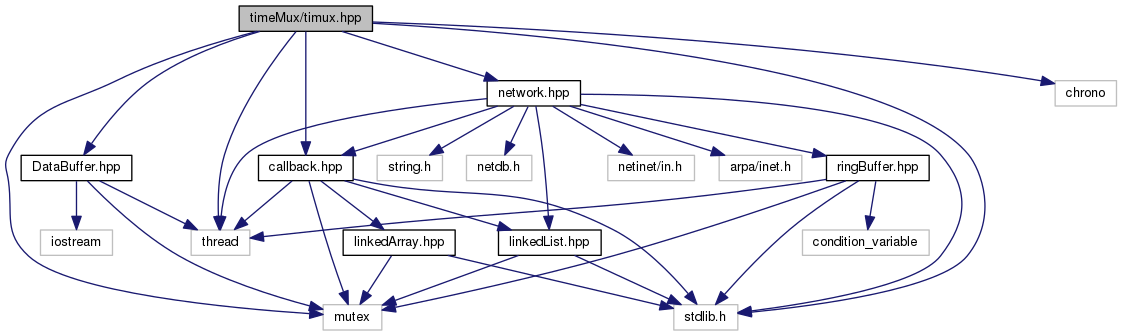 timeMux/timux.hpp
network.hpp
chrono
DataBuffer.hpp
callback.hpp
string.h
netdb.h
netinet/in.h
arpa/inet.h
ringBuffer.hpp
iostream
thread
linkedArray.hpp
linkedList.hpp
condition_variable
mutex
stdlib.h